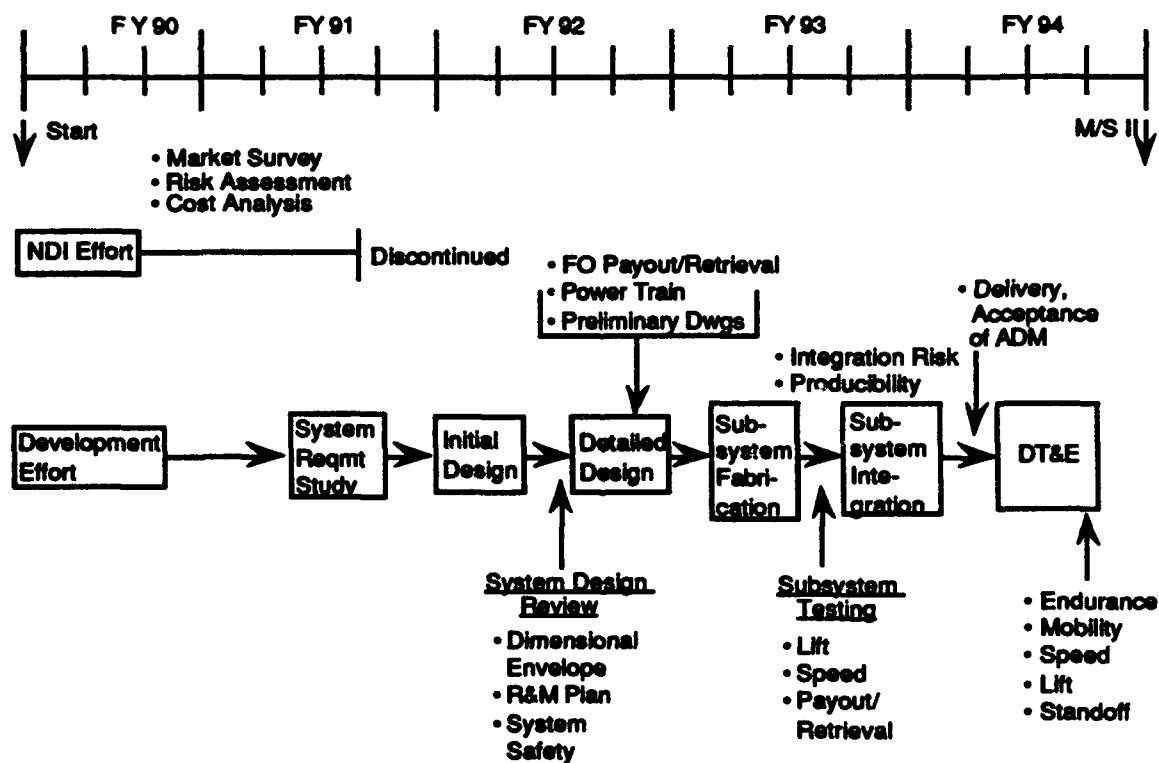 F Y 90 FY 91 FY 92 FY 93 FY 94
Start
M/S II
• Market Survey
• Risk Assessment
• Cost Analysis
NDI Effort
Discontinued
• FO Payout/Retrieval
• Power Train
• Preliminary Dwgs
• Delivery,
Acceptance
of ADM
• Integration Risk
• Producibility
Development
Effort
System
Reqmt
Study
Initial
Design
Detailed
Design
Sub-
system
Fabri-
cation
Sub-
system
Inte-
gration
DT&E
System Design
Review
• Dimensional
Envelope
• R&M Plan
• System
Safety
Subsystem
Testing
• Lift
• Speed
• Payout/
Retrieval
• Endurance
• Mobility
• Speed
• Lift
• Standoff